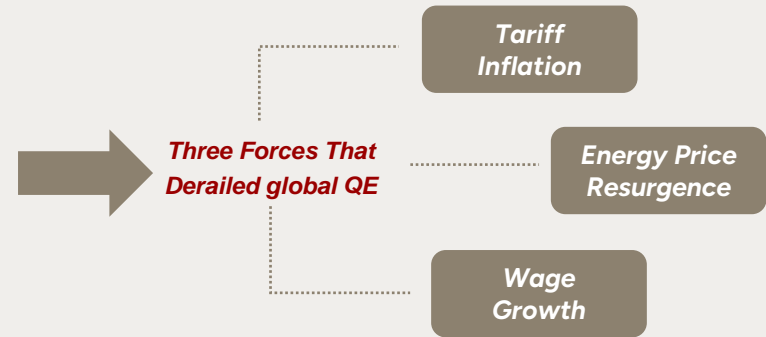 Tariff
Inflation
Three Forces That
Derailed global QE
Energy Price
Resurgence
Wage
Growth